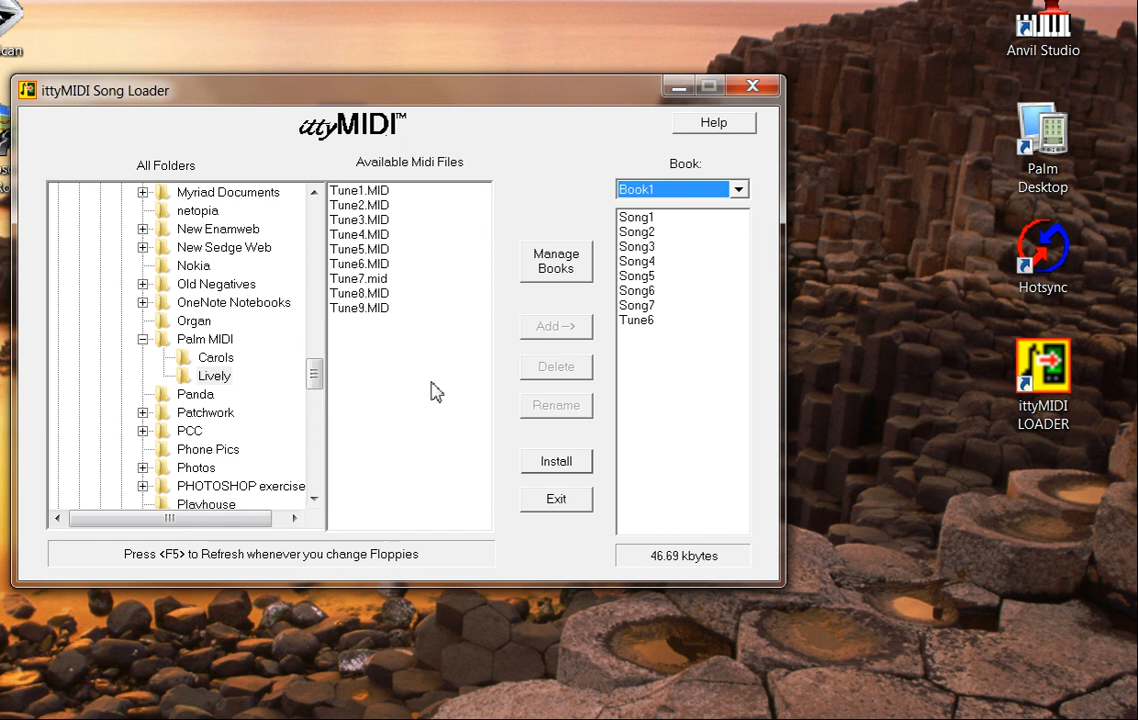 can
Anvil Studio
ittyMIDI Song Loader
ittyMIDI™
Help
All Folders
Available Midi Files
Book:
Book1
Myriad Documents
netopia
New Enamweb
New Sedge Web
Nokia
Old Negatives
OneNote Notebooks
Organ
Palm MIDI
Carols
Lively
Panda
Patchwork
PCC
Phone Pics
Photos
PHOTOSHOP exercise
Playhouse
Tune1.MID
Tune2.MID
Tune3.MID
Tune4.MID
Tune5.MID
Tune6.MID
Tune7.mid
Tune8.MID
Tune9.MID
Manage
Books
Add ->
Delete
Rename
Install
Exit
Song1
Song2
Song3
Song4
Song5
Song6
Song7
Tune6
Press <F5> to Refresh whenever you change Floppies
46.69 kbytes
Palm
Desktop
Hotsync
ittyMIDI
LOADER